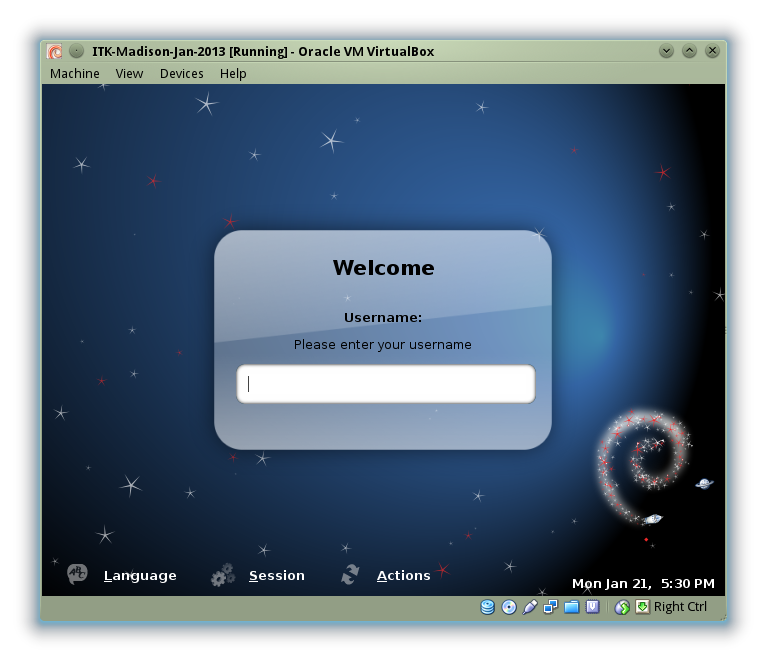 ITK-Madison-Jan-2013 [Running] - Oracle VM VirtualBox
Machine View Devices Help
Welcome
Username:
Please enter your username
Language Session Actions
Mon Jan 21, 5:30 PM
Right Ctrl